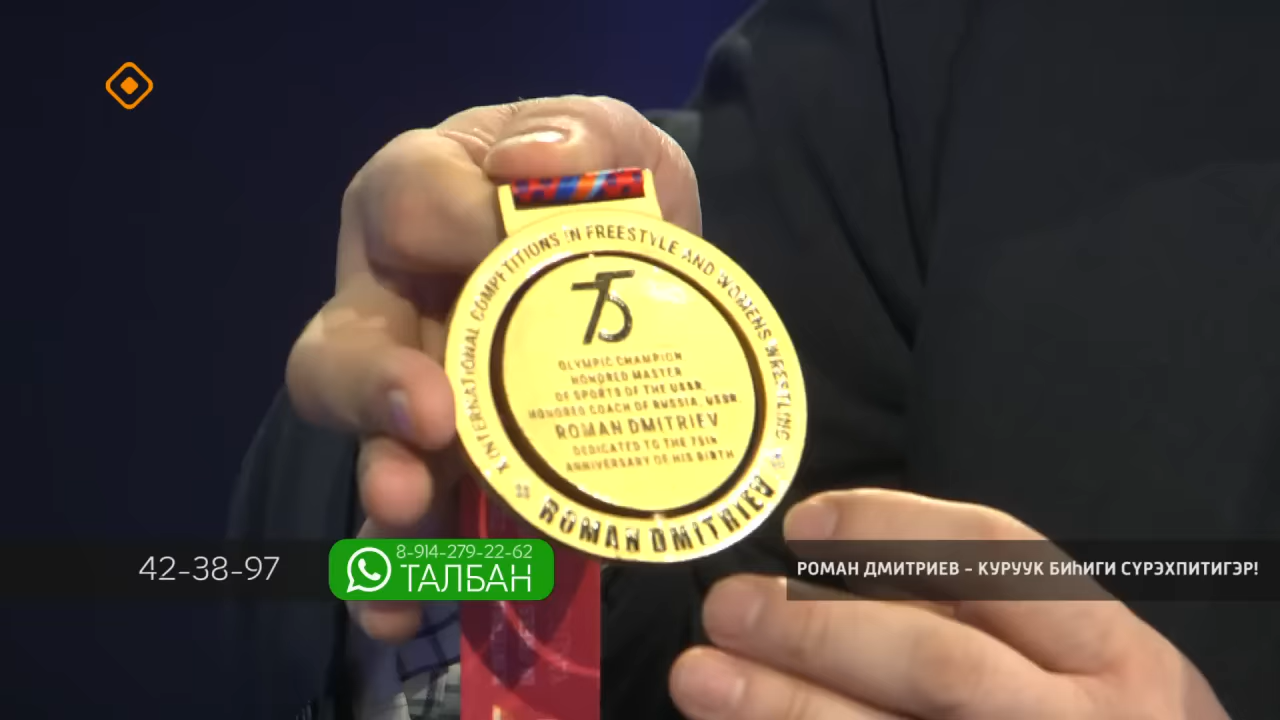 X INTERNATIONAL COMPETITIONS IN FREESTYLE AND WOMENS WRESTLING
75
OLYMPIC CHAMPION
HONORED MASTER
OF SPORTS OF THE USSR,
HONORED COACH OF RUSSIA, USSR
ROMAN DMITRIEV
DEDICATED TO THE 75th
ANNIVERSARY OF HIS BIRTH
ROMAN DMITRIEV
42-38-97
8-914-279-22-62
ТАЛБАН
РОМАН ДМИТРИЕВ - КУРУУК БИҺИГИ СҮРЭХПИТИГЭР!